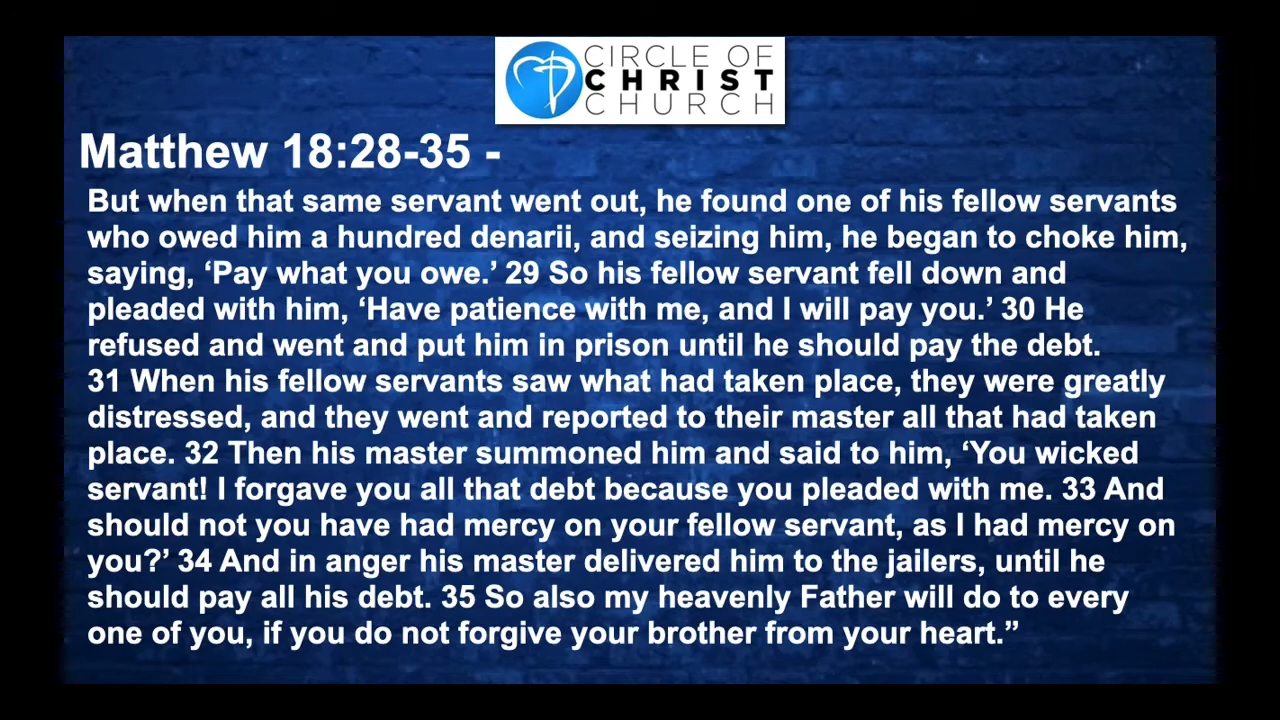 CIRCLE OF
CHRIST
CHURCH
Matthew 18:28-35 -
But when that same servant went out, he found one of his fellow servants
who owed him a hundred denarii, and seizing him, he began to choke him,
saying, ‘Pay what you owe.’ 29 So his fellow servant fell down and
pleaded with him, ‘Have patience with me, and I will pay you.’ 30 He
refused and went and put him in prison until he should pay the debt.
31 When his fellow servants saw what had taken place, they were greatly
distressed, and they went and reported to their master all that had taken
place. 32 Then his master summoned him and said to him, ‘You wicked
servant! I forgave you all that debt because you pleaded with me. 33 And
should not you have had mercy on your fellow servant, as I had mercy on
you?’ 34 And in anger his master delivered him to the jailers, until he
should pay all his debt. 35 So also my heavenly Father will do to every
one of you, if you do not forgive your brother from your heart.”